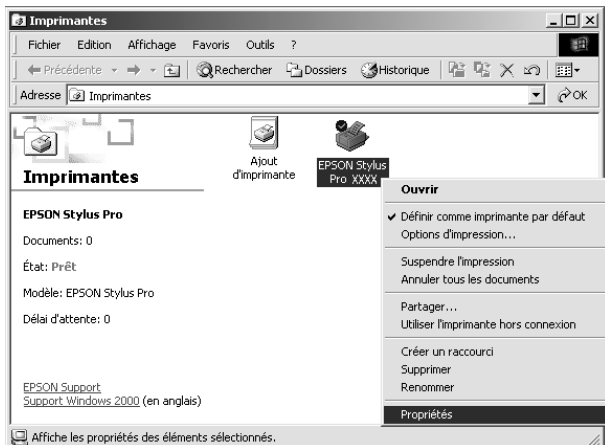 Imprimantes
Fichier Edition Affichage Favoris Outils ?
Précédente Rechercher Dossiers Historique
Adresse Imprimantes OK
Imprimantes
EPSON Stylus Pro
Documents: 0
État: Prêt
Modèle: EPSON Stylus Pro
Délai d'attente: 0
EPSON Support
Support Windows 2000 (en anglais)
Ajout
d'imprimante
EPSON Stylus
Pro XXXX
Ouvrir
Définir comme imprimante par défaut
Options d'impression...
Suspendre l'impression
Annuler tous les documents
Partager...
Utiliser l'imprimante hors connexion
Créer un raccourci
Supprimer
Renommer
Propriétés
Affiche les propriétés des éléments sélectionnés.